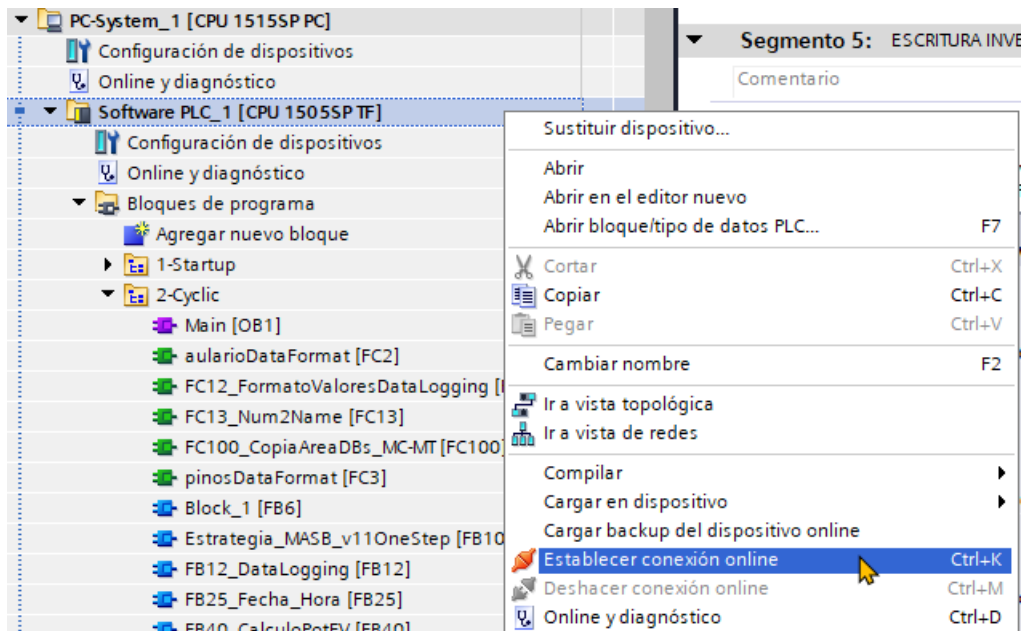 PC-System_1 [CPU 1515SP PC]
Configuración de dispositivos
Online y diagnóstico
Software PLC_1 [CPU 1505SP TF]
Configuración de dispositivos
Online y diagnóstico
Bloques de programa
Agregar nuevo bloque
1-Startup
2-Cyclic
Main [OB1]
aularioDataFormat [FC2]
FC12_FormatoValoresDataLogging [
FC13_Num2Name [FC13]
FC100_CopiaAreaDBs_MC-MT [FC100]
pinosDataFormat [FC3]
Block_1 [FB6]
Estrategia_MASB_v11OneStep [FB10
FB12_DataLogging [FB12]
FB25_Fecha_Hora [FB25]
FB40_CalculoPotFV [FB40]
Segmento 5: ESCRITURA INVE
Comentario
Sustituir dispositivo...
Abrir
Abrir en el editor nuevo
Abrir bloque/tipo de datos PLC... F7
Cortar Ctrl+X
Copiar Ctrl+C
Pegar Ctrl+V
Cambiar nombre F2
Ir a vista topológica
Ir a vista de redes
Compilar
Cargar en dispositivo
Cargar backup del dispositivo online
Establecer conexión online Ctrl+K
Deshacer conexión online Ctrl+M
Online y diagnóstico Ctrl+D